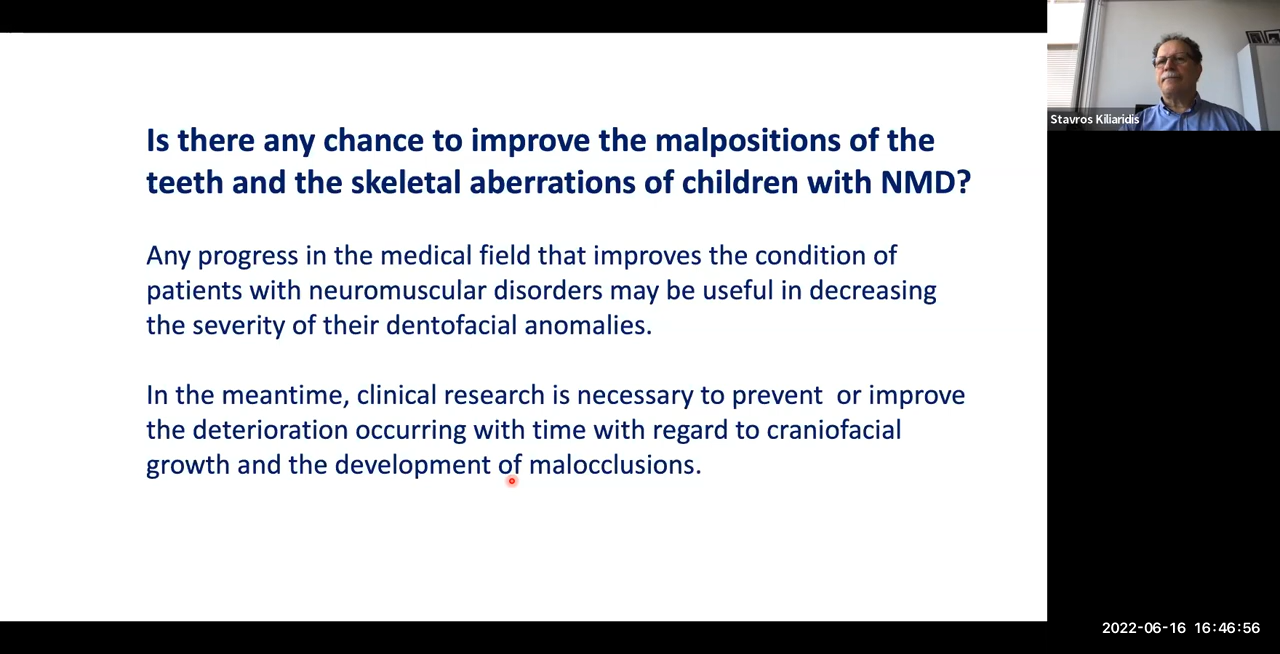 Is there any chance to improve the malpositions of the
teeth and the skeletal aberrations of children with NMD?
Any progress in the medical field that improves the condition of
patients with neuromuscular disorders may be useful in decreasing
the severity of their dentofacial anomalies.
In the meantime, clinical research is necessary to prevent  or improve
the deterioration occurring with time with regard to craniofacial
growth and the development of malocclusions.
Stavros Kiliaridis
2022-06-16 16:46:56